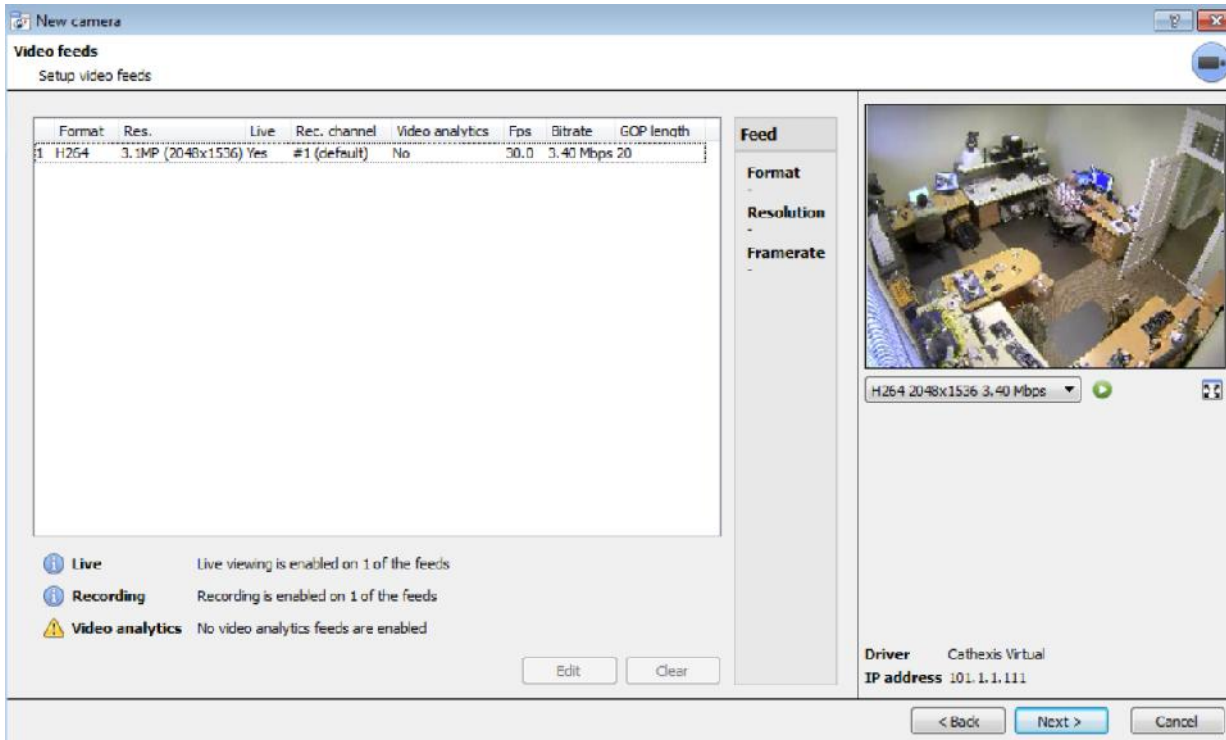 New camera
Video feeds
Setup video feeds
Format Res. Live Rec. channel Video analytics Fps Bitrate GOP length
1 H264 3.1MP (2048x1536) Yes #1 (default) No 30.0 3.40 Mbps 20
Feed
Format
-
Resolution
-
Framerate
-
H264 2048x1536 3.40 Mbps
Live Live viewing is enabled on 1 of the feeds
Recording Recording is enabled on 1 of the feeds
Video analytics No video analytics feeds are enabled
Edit Clear
Driver Cathexis Virtual
IP address 101.1.1.111
< Back Next > Cancel